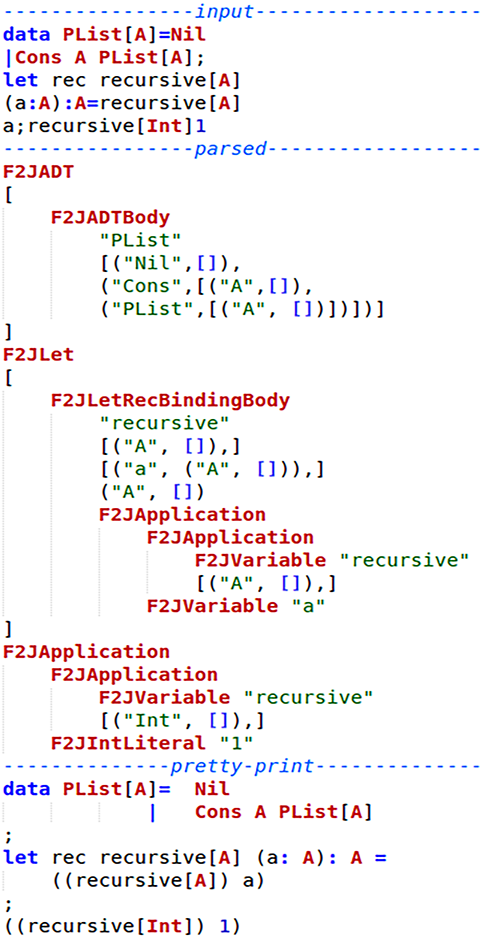 ----------------input-------------------
data PList[A]=Nil
|Cons A PList[A];
let rec recursive[A]
(a:A):A=recursive[A]
a;recursive[Int]1
----------------parsed------------------
F2JADT
[
    F2JADTBody
        "PList"
        [("Nil",[]),
        ("Cons",[("A",[]),
        ("PList",[("A", [])])])]
]
F2JLet
[
    F2JLetRecBindingBody
        "recursive"
        [("A", []),]
        [("a", ("A", [])),]
        ("A", [])
        F2JApplication
            F2JApplication
                F2JVariable "recursive"
                [("A", []),]
            F2JVariable "a"
]
F2JApplication
    F2JApplication
        F2JVariable "recursive"
        [("Int", []),]
    F2JIntLiteral "1"
--------------pretty-print--------------
data PList[A]=  Nil
            |   Cons A PList[A]
;
let rec recursive[A] (a: A): A =
    ((recursive[A]) a)
;
((recursive[Int]) 1)